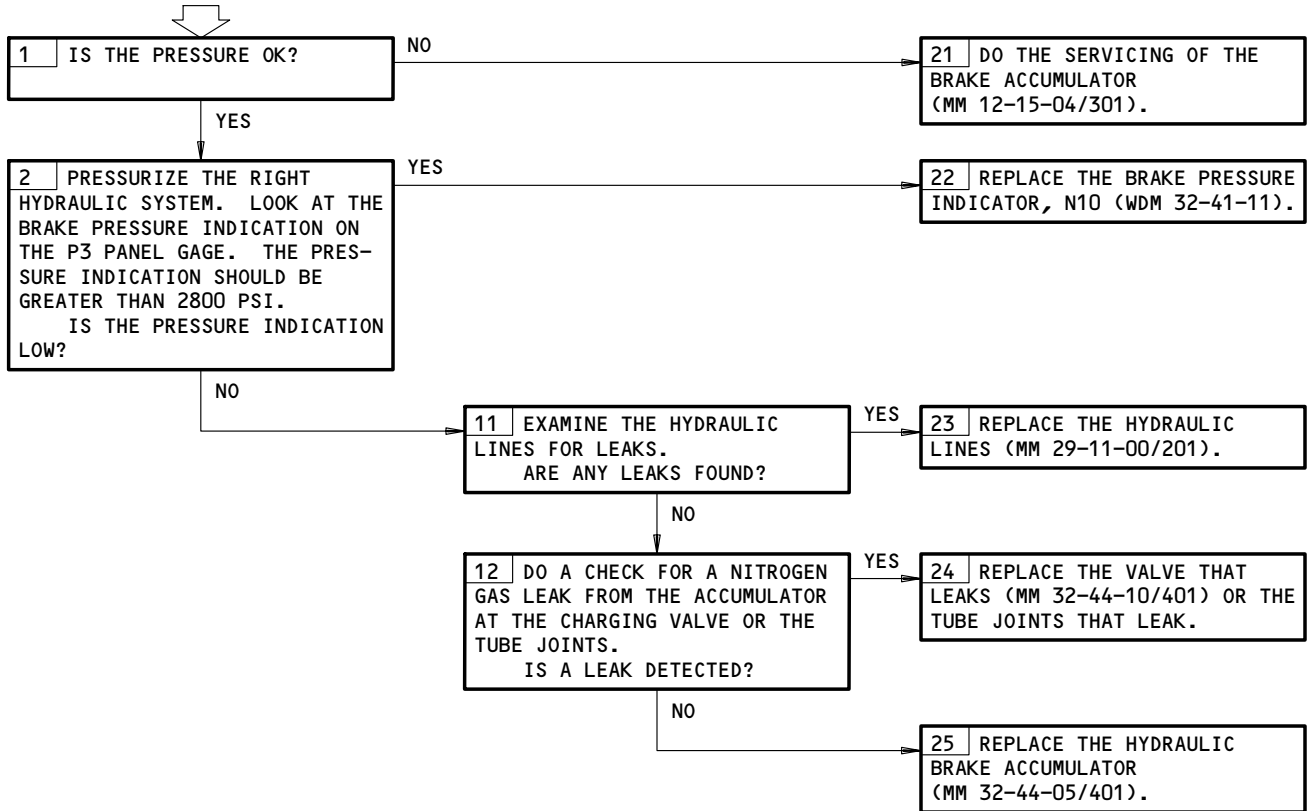 1 IS THE PRESSURE OK?
NO
YES
21 DO THE SERVICING OF THE
BRAKE ACCUMULATOR
(MM 12-15-04/301).
2 PRESSURIZE THE RIGHT
HYDRAULIC SYSTEM. LOOK AT THE
BRAKE PRESSURE INDICATION ON
THE P3 PANEL GAGE. THE PRES-
SURE INDICATION SHOULD BE
GREATER THAN 2800 PSI.
IS THE PRESSURE INDICATION
LOW?
YES
NO
22 REPLACE THE BRAKE PRESSURE
INDICATOR, N10 (WDM 32-41-11).
11 EXAMINE THE HYDRAULIC
LINES FOR LEAKS.
ARE ANY LEAKS FOUND?
YES
NO
23 REPLACE THE HYDRAULIC
LINES (MM 29-11-00/201).
12 DO A CHECK FOR A NITROGEN
GAS LEAK FROM THE ACCUMULATOR
AT THE CHARGING VALVE OR THE
TUBE JOINTS.
IS A LEAK DETECTED?
YES
NO
24 REPLACE THE VALVE THAT
LEAKS (MM 32-44-10/401) OR THE
TUBE JOINTS THAT LEAK.
25 REPLACE THE HYDRAULIC
BRAKE ACCUMULATOR
(MM 32-44-05/401).